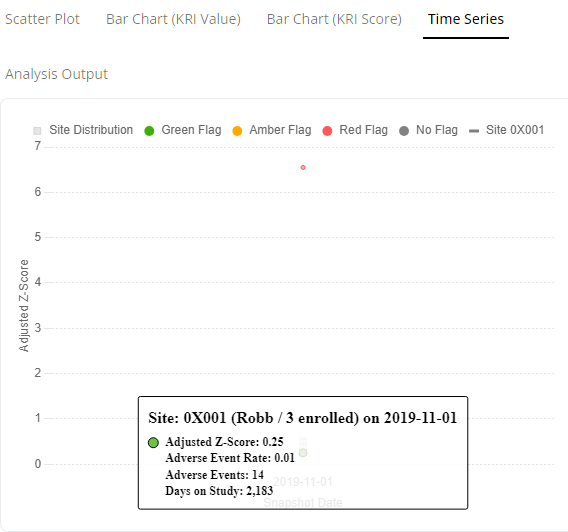 Scatter Plot Bar Chart (KRI Value) Bar Chart (KRI Score) Time Series
Analysis Output
Site Distribution Green Flag Amber Flag Red Flag No Flag Site 0X001
7
6
5
4
3
2
1
0
Adjusted Z-Score
Site: 0X001 (Robb / 3 enrolled) on 2019-11-01
Adjusted Z-Score: 0.25
Adverse Event Rate: 0.01
Adverse Events: 14
Days on Study: 2,183
2019-11-01
Snapshot Date